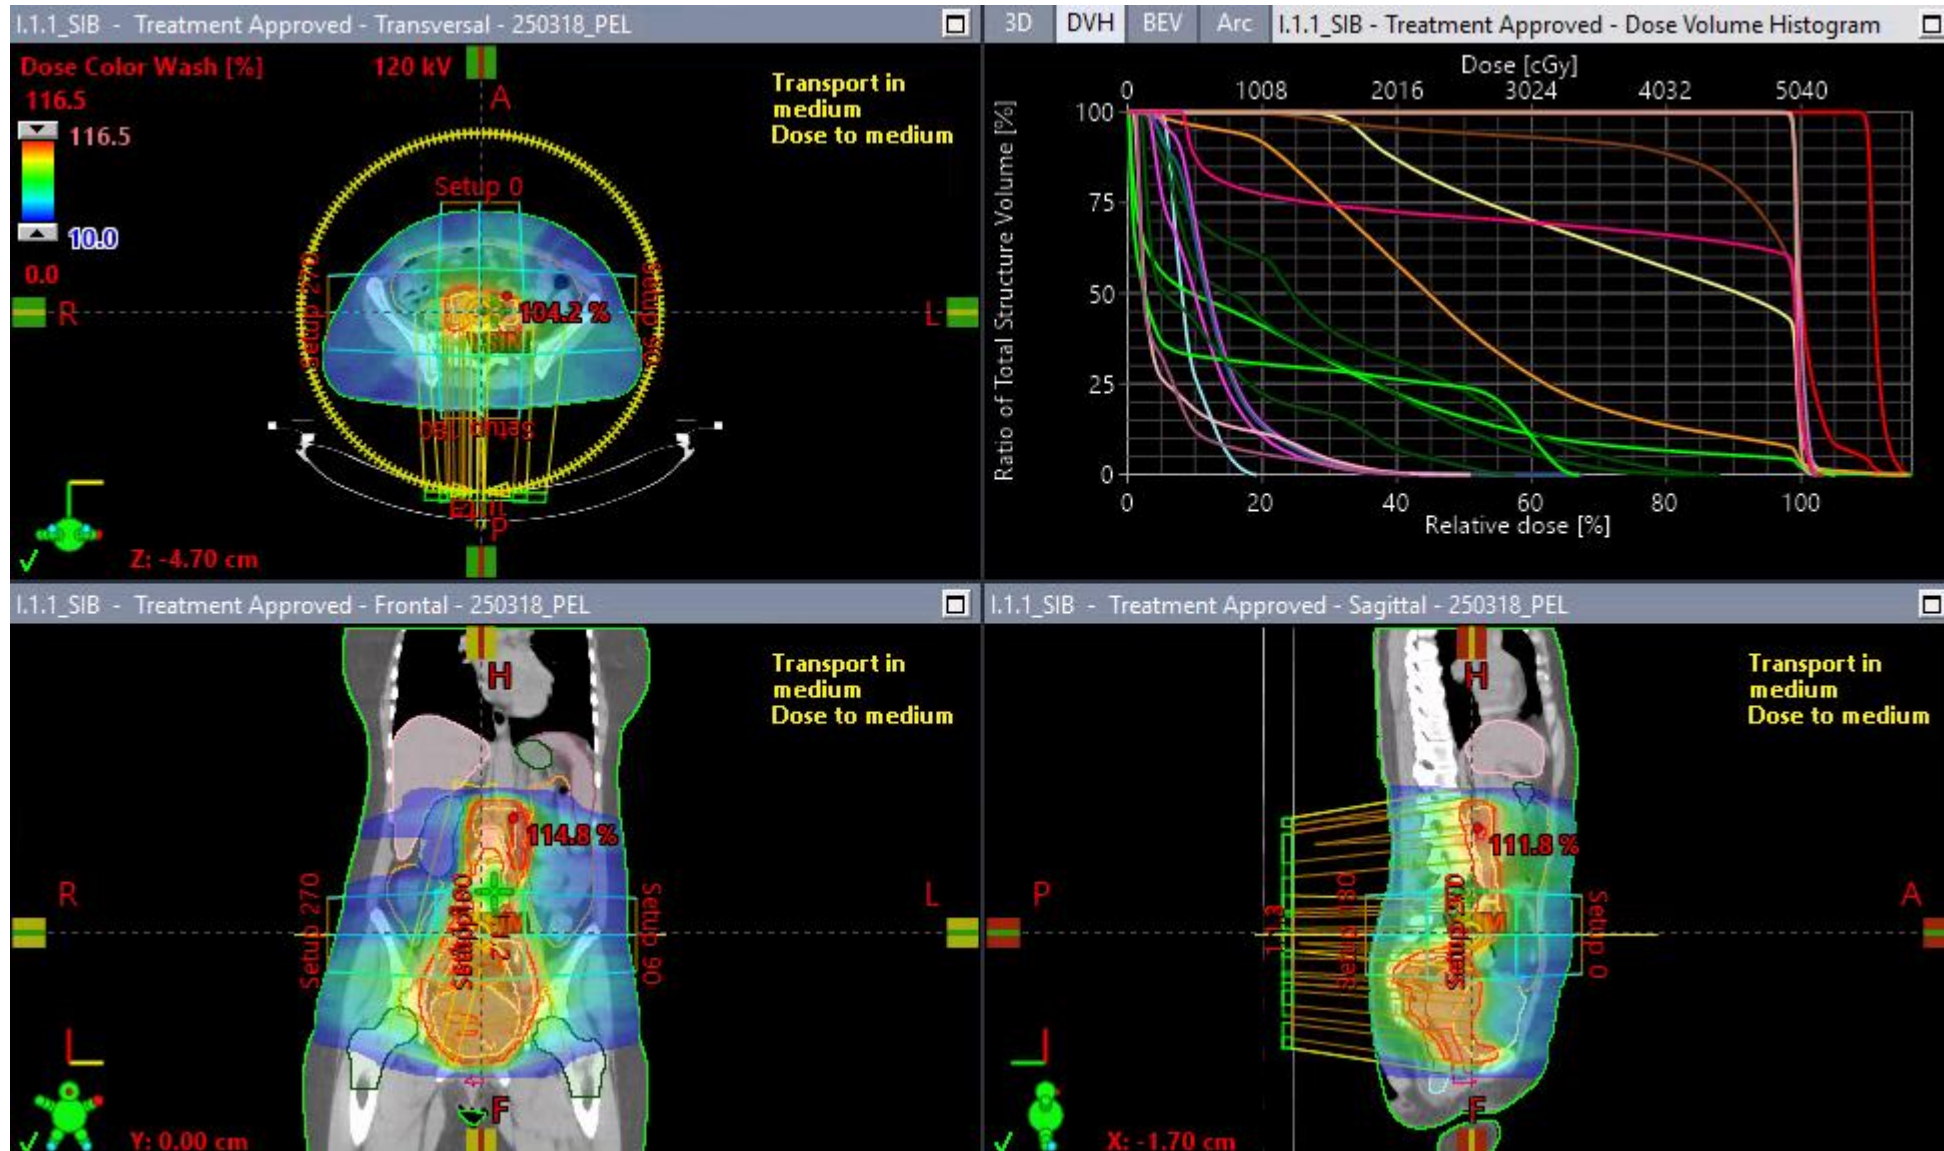 I.1.1_SIB - Treatment Approved - Transversal - 250318_PEL
Dose Color Wash [%]
120 kV
A
Transport in
medium
Dose to medium
116.5
116.5
10.0
0.0
Setup 0
Setup 270
Setup 90
R
L
104.2 %
Setup
P
Z: -4.70 cm
3D
DVH
BEV
Arc
I.1.1_SIB - Treatment Approved - Dose Volume Histogram
Dose [cGy]
0 1008 2016 3024 4032 5040
Ratio of Total Structure Volume [%]
100
75
50
25
0
0 20 40 60 80 100
Relative dose [%]
I.1.1_SIB - Treatment Approved - Frontal - 250318_PEL
H
Transport in
medium
Dose to medium
114.8 %
R
L
Setup 270
Setup 90
F
Y: 0.00 cm
I.1.1_SIB - Treatment Approved - Sagittal - 250318_PEL
H
Transport in
medium
Dose to medium
111.8 %
P
A
Setup 180
Setup 0
F
X: -1.70 cm